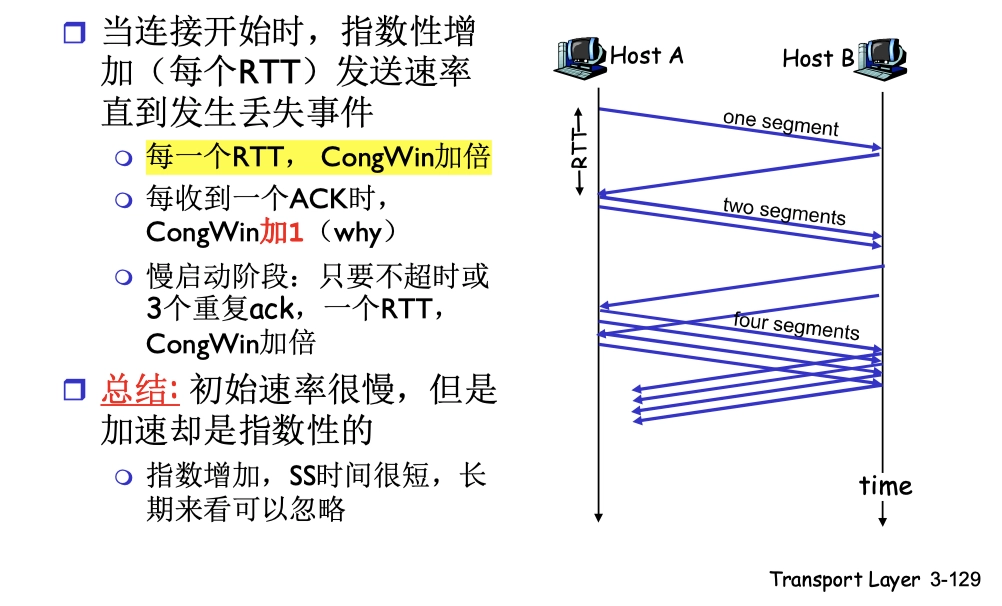 当连接开始时，指数性增
加（每个RTT）发送速率
直到发生丢失事件
每一个RTT， CongWin加倍
每收到一个ACK时，
CongWin加1（why）
慢启动阶段：只要不超时或
3个重复ack，一个RTT，
CongWin加倍
总结: 初始速率很慢，但是
加速却是指数性的
指数增加，SS时间很短，长
期来看可以忽略
Host A
Host B
RTT
one segment
two segments
four segments
time
Transport Layer 3-129